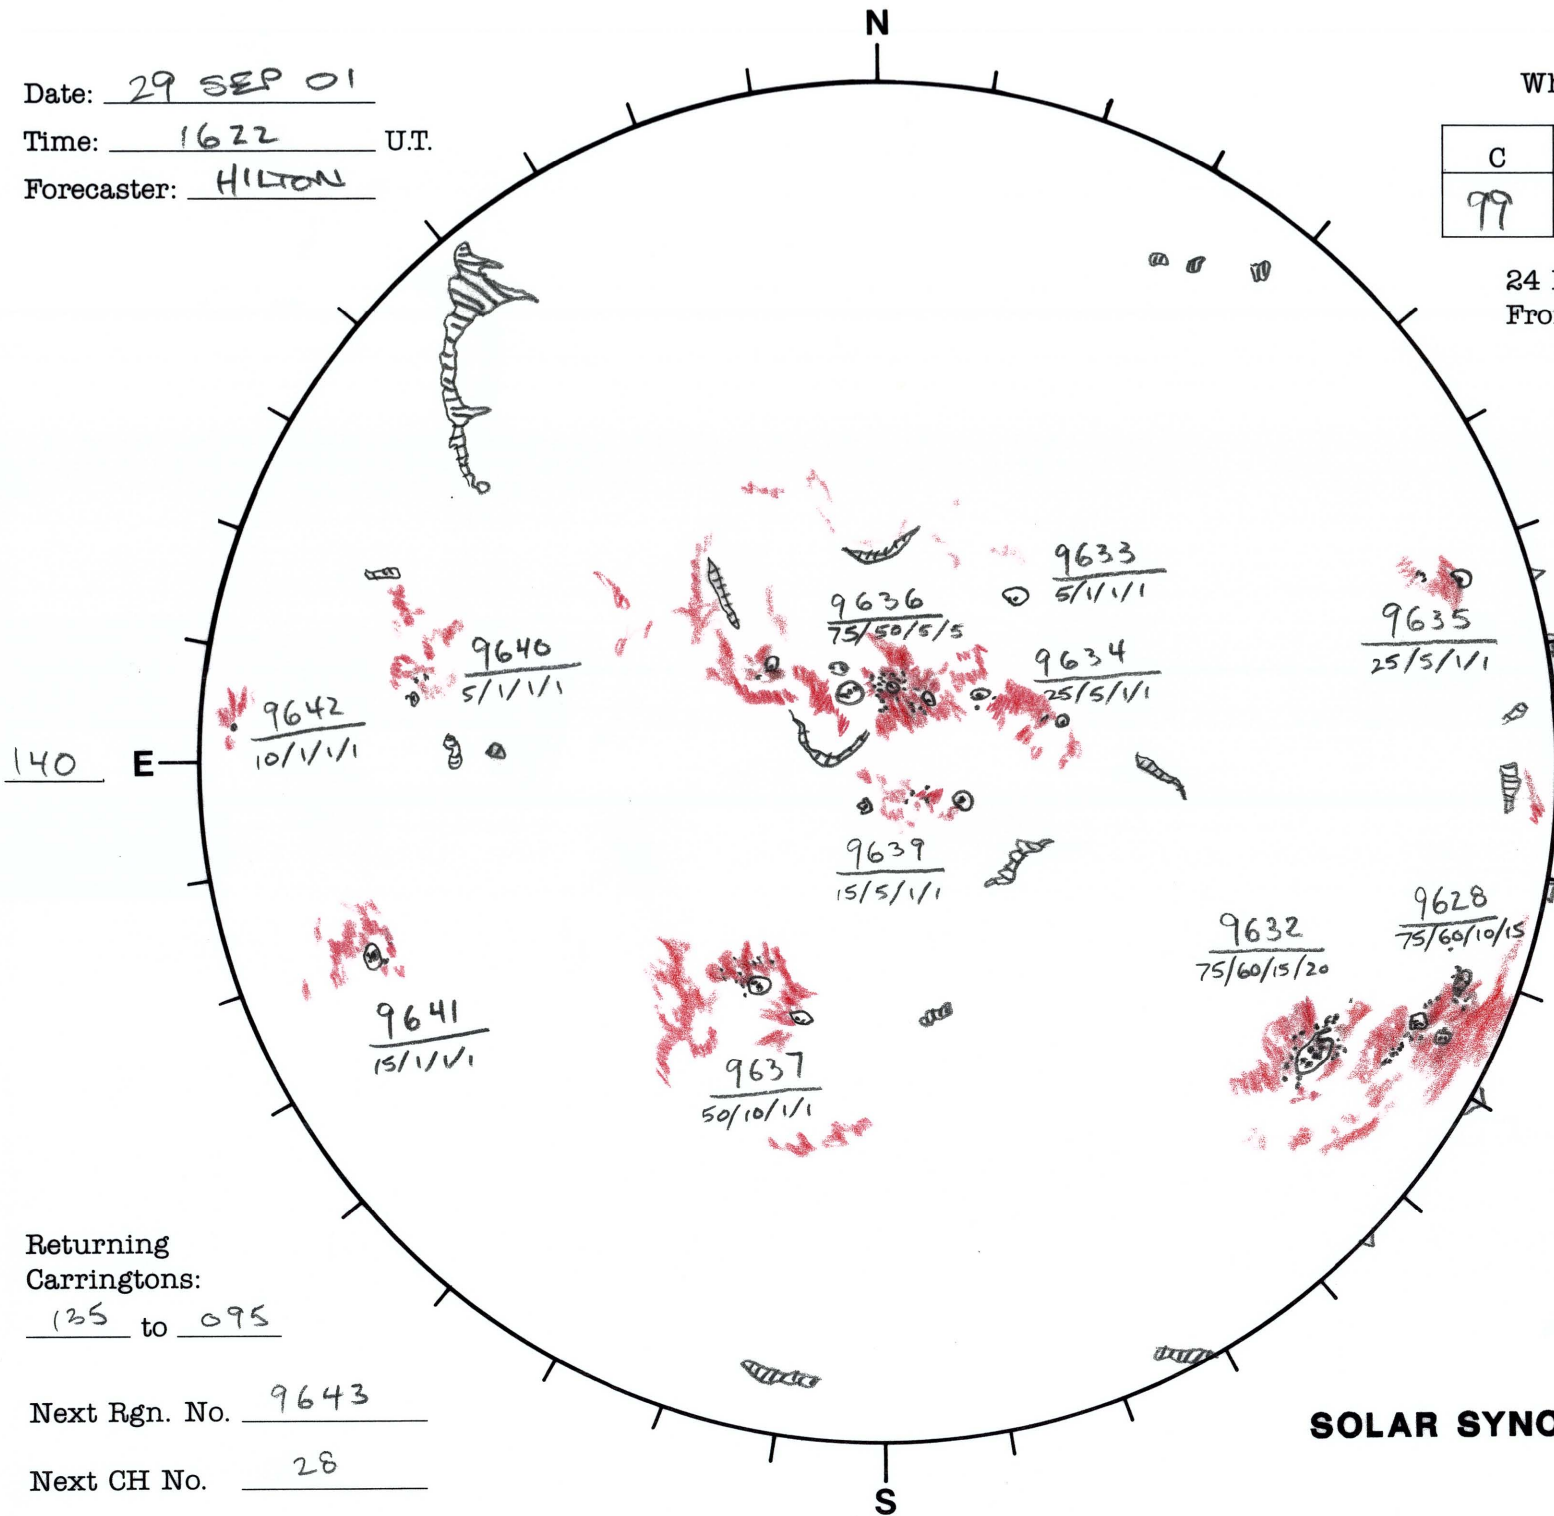 N
Date: 29 SEP 01
Time: 1622 U.T.
Forecaster: HILTON
C
99
24
9633
5/1/1/1
9636
75/50/5/5
9635
25/5/1/1
9634
25/5/1/1
9640
5/1/1/1
9642
10/1/1/1
140
E
9639
15/5/1/1
9628
75/60/10/15
9632
75/60/15/20
9641
15/1/1/1
9637
50/10/1/1
Returning
Carringtons:
135 to 095
Next Rgn. No. 9643
Next CH No. 28
SOLAR SYNO
S